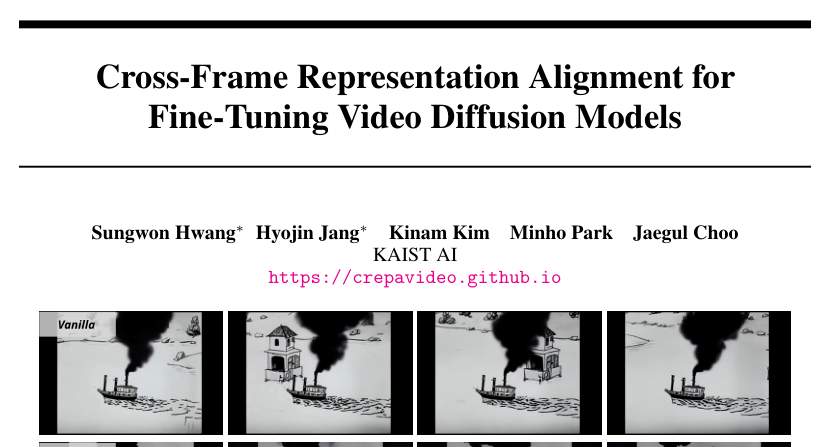 Cross-Frame Representation Alignment for
Fine-Tuning Video Diffusion Models
Sungwon Hwang* Hyojin Jang* Kinam Kim Minho Park Jaegul Choo
KAIST AI
https://crepavideo.github.io
Vanilla